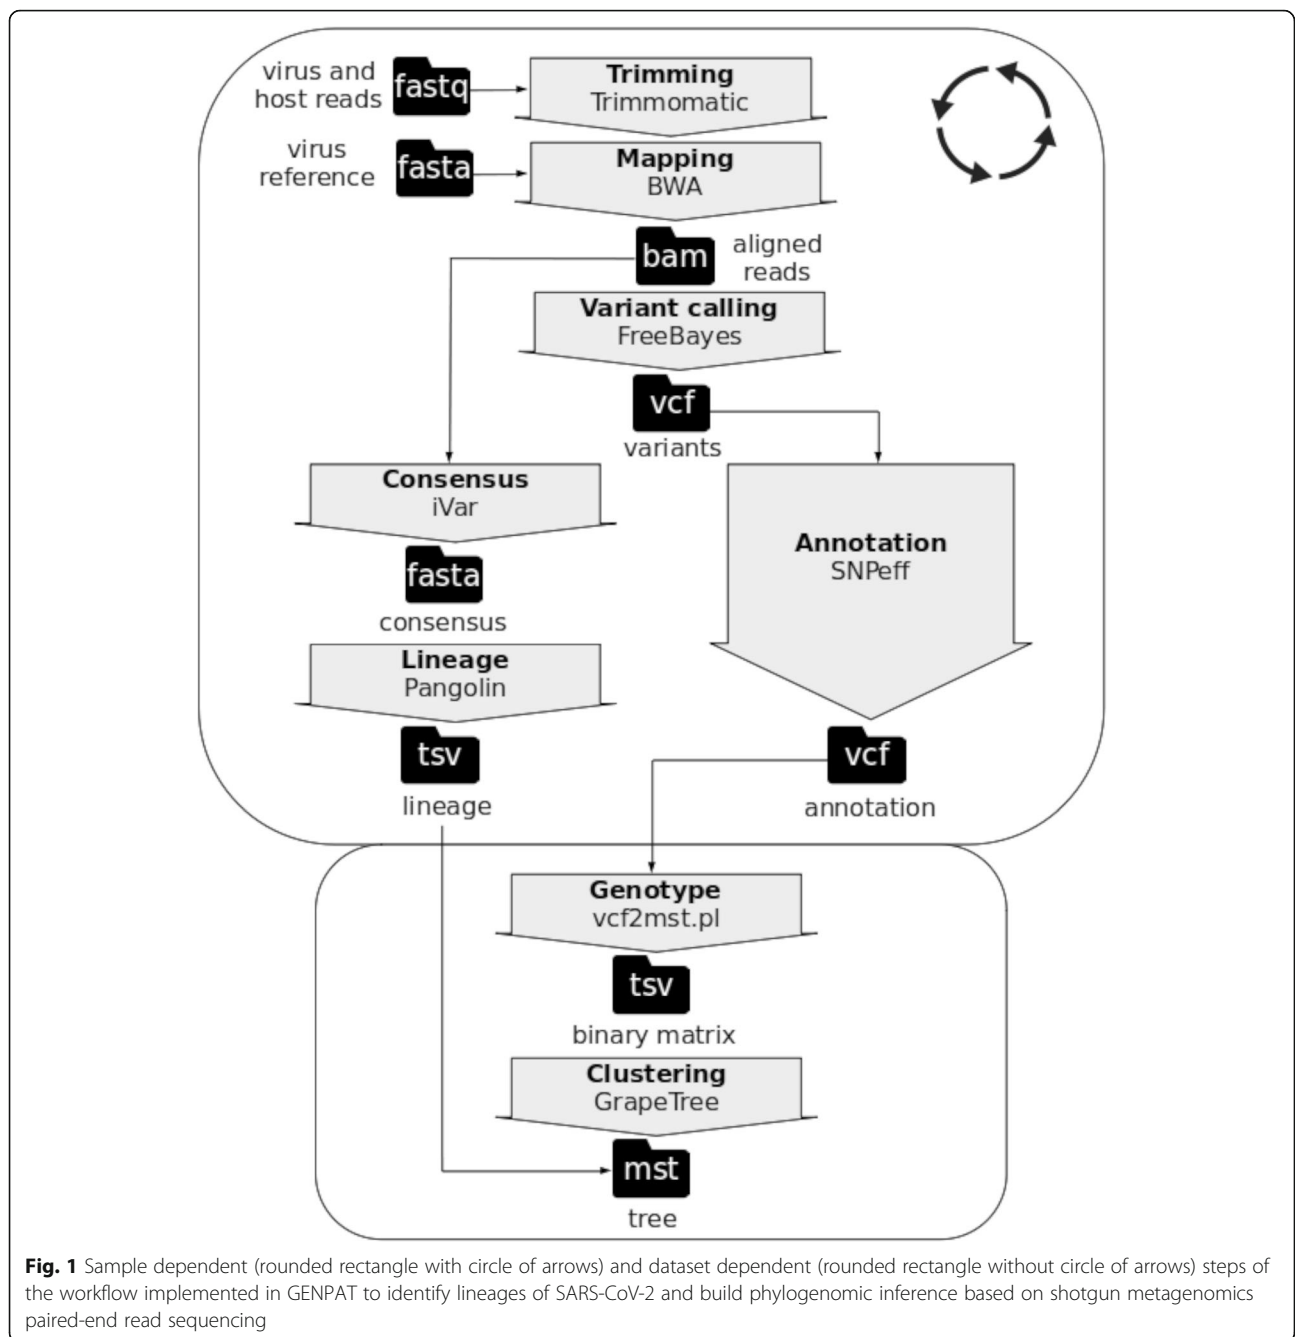 virus and
host reads
fastq
Trimming
Trimmomatic
virus
reference
fasta
Mapping
BWA
bam
aligned
reads
Variant calling
FreeBayes
vcf
variants
Consensus
iVar
fasta
consensus
Annotation
SNPeff
Lineage
Pangolin
tsv
lineage
vcf
annotation
Genotype
vcf2mst.pl
tsv
binary matrix
Clustering
GrapeTree
mst
tree
Fig. 1 Sample dependent (rounded rectangle with circle of arrows) and dataset dependent (rounded rectangle without circle of arrows) steps of
the workflow implemented in GENPAT to identify lineages of SARS-CoV-2 and build phylogenomic inference based on shotgun metagenomics
paired-end read sequencing